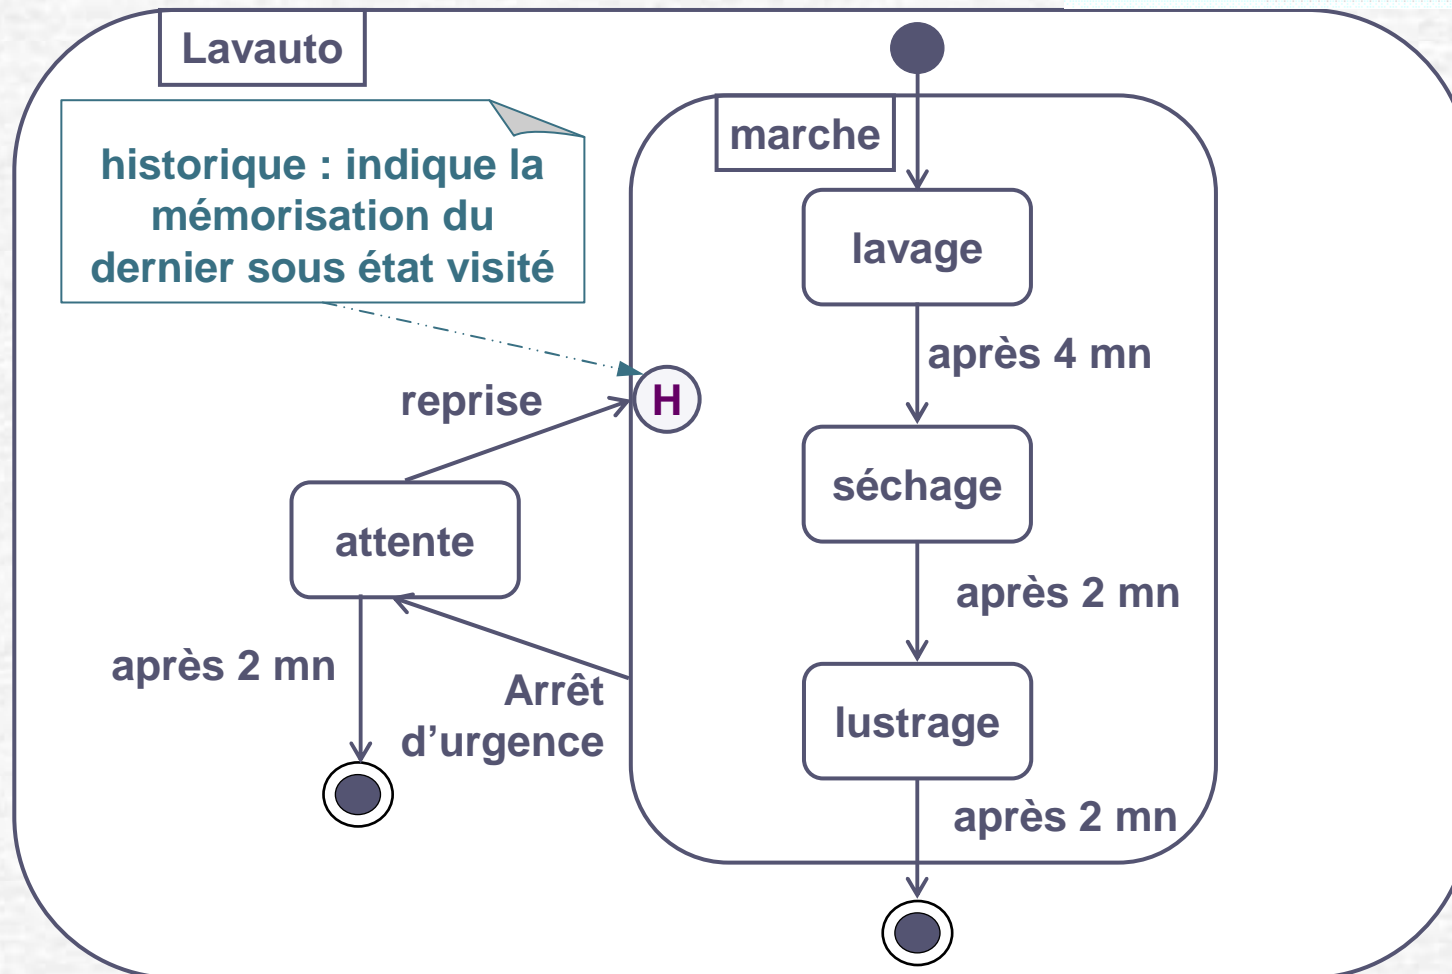 Lavauto
historique : indique la
mémorisation du
dernier sous état visité
marche
lavage
après 4 mn
reprise
H
séchage
attente
après 2 mn
après 2 mn
Arrêt
d’urgence
lustrage
après 2 mn